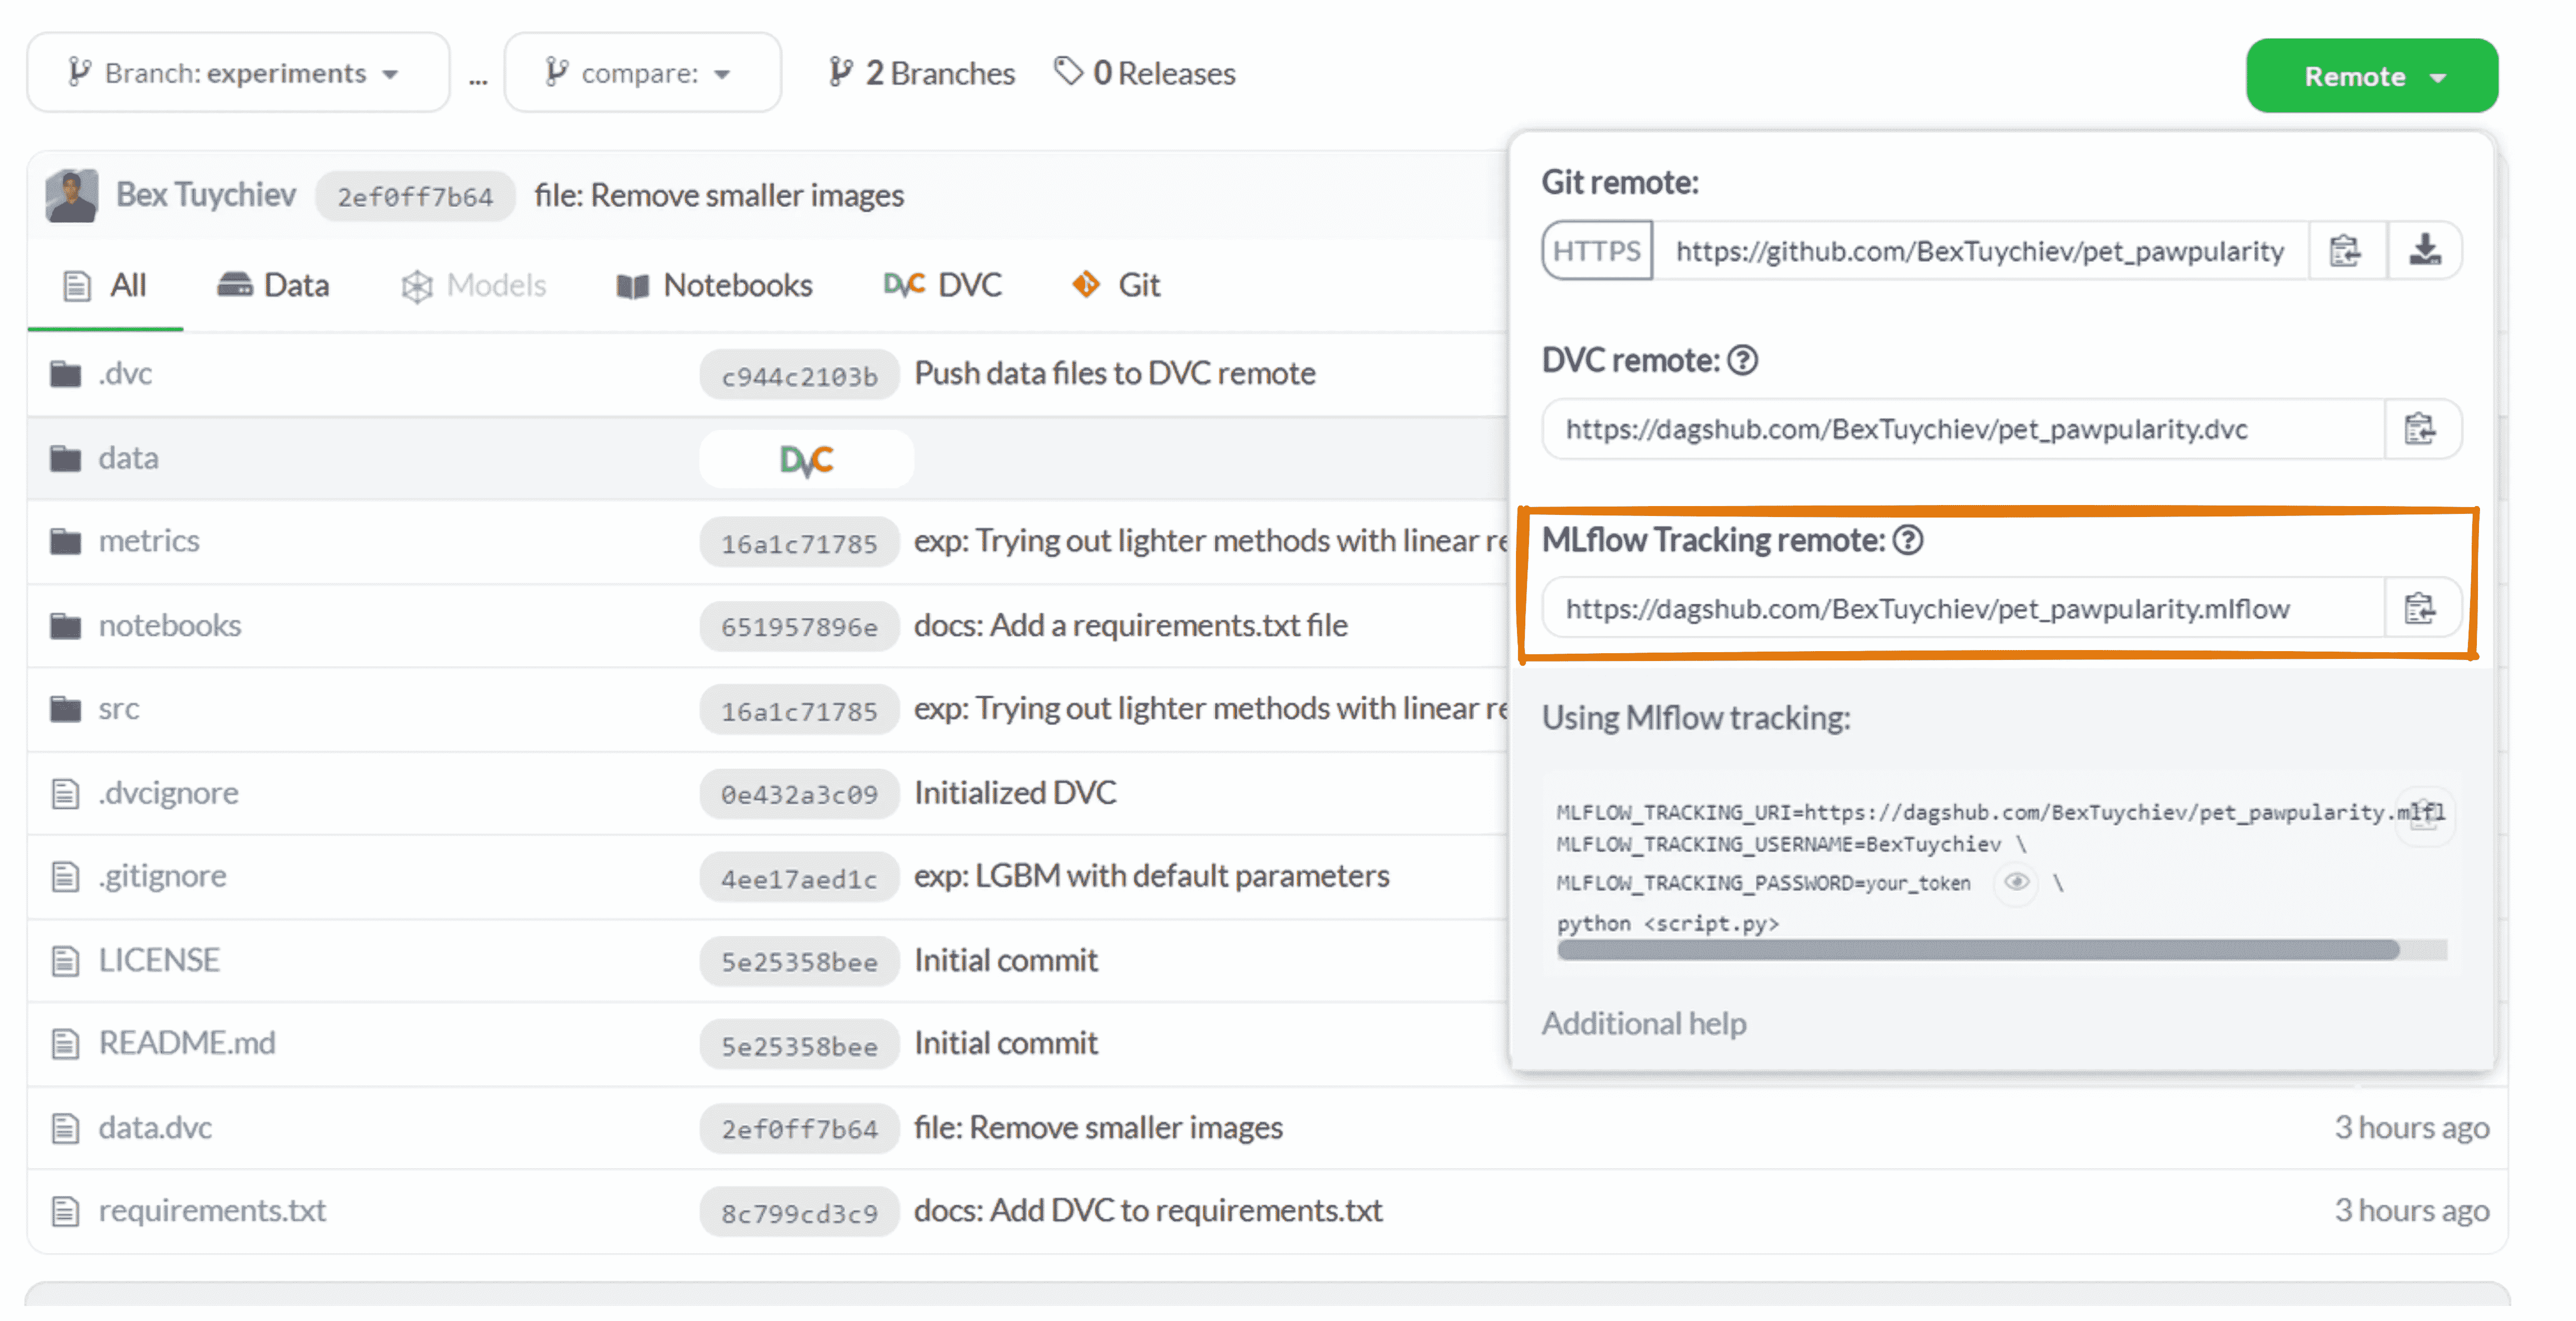 Branch: experiments ... compare: 2 Branches 0 Releases Remote
Bex Tuychiev 2ef0ff7b64 file: Remove smaller images
All Data Models Notebooks DVC DVC Git
.dvc c944c2103b Push data files to DVC remote
data DVC
metrics 16a1c71785 exp: Trying out lighter methods with linear re
notebooks 651957896e docs: Add a requirements.txt file
src 16a1c71785 exp: Trying out lighter methods with linear re
.dvcignore 0e432a3c09 Initialized DVC
.gitignore 4ee17aed1c exp: LGBM with default parameters
LICENSE 5e25358bee Initial commit
README.md 5e25358bee Initial commit
data.dvc 2ef0ff7b64 file: Remove smaller images 3 hours ago
requirements.txt 8c799cd3c9 docs: Add DVC to requirements.txt 3 hours ago
Git remote:
HTTPS https://github.com/BexTuychiev/pet_pawpularity
DVC remote: ?
https://dagshub.com/BexTuychiev/pet_pawpularity.dvc
MLflow Tracking remote: ?
https://dagshub.com/BexTuychiev/pet_pawpularity.mlflow
Using Mlflow tracking:
MLFLOW_TRACKING_URI=https://dagshub.com/BexTuychiev/pet_pawpularity.mlfl
MLFLOW_TRACKING_USERNAME=BexTuychiev \
MLFLOW_TRACKING_PASSWORD=your_token \
python <script.py>
Additional help